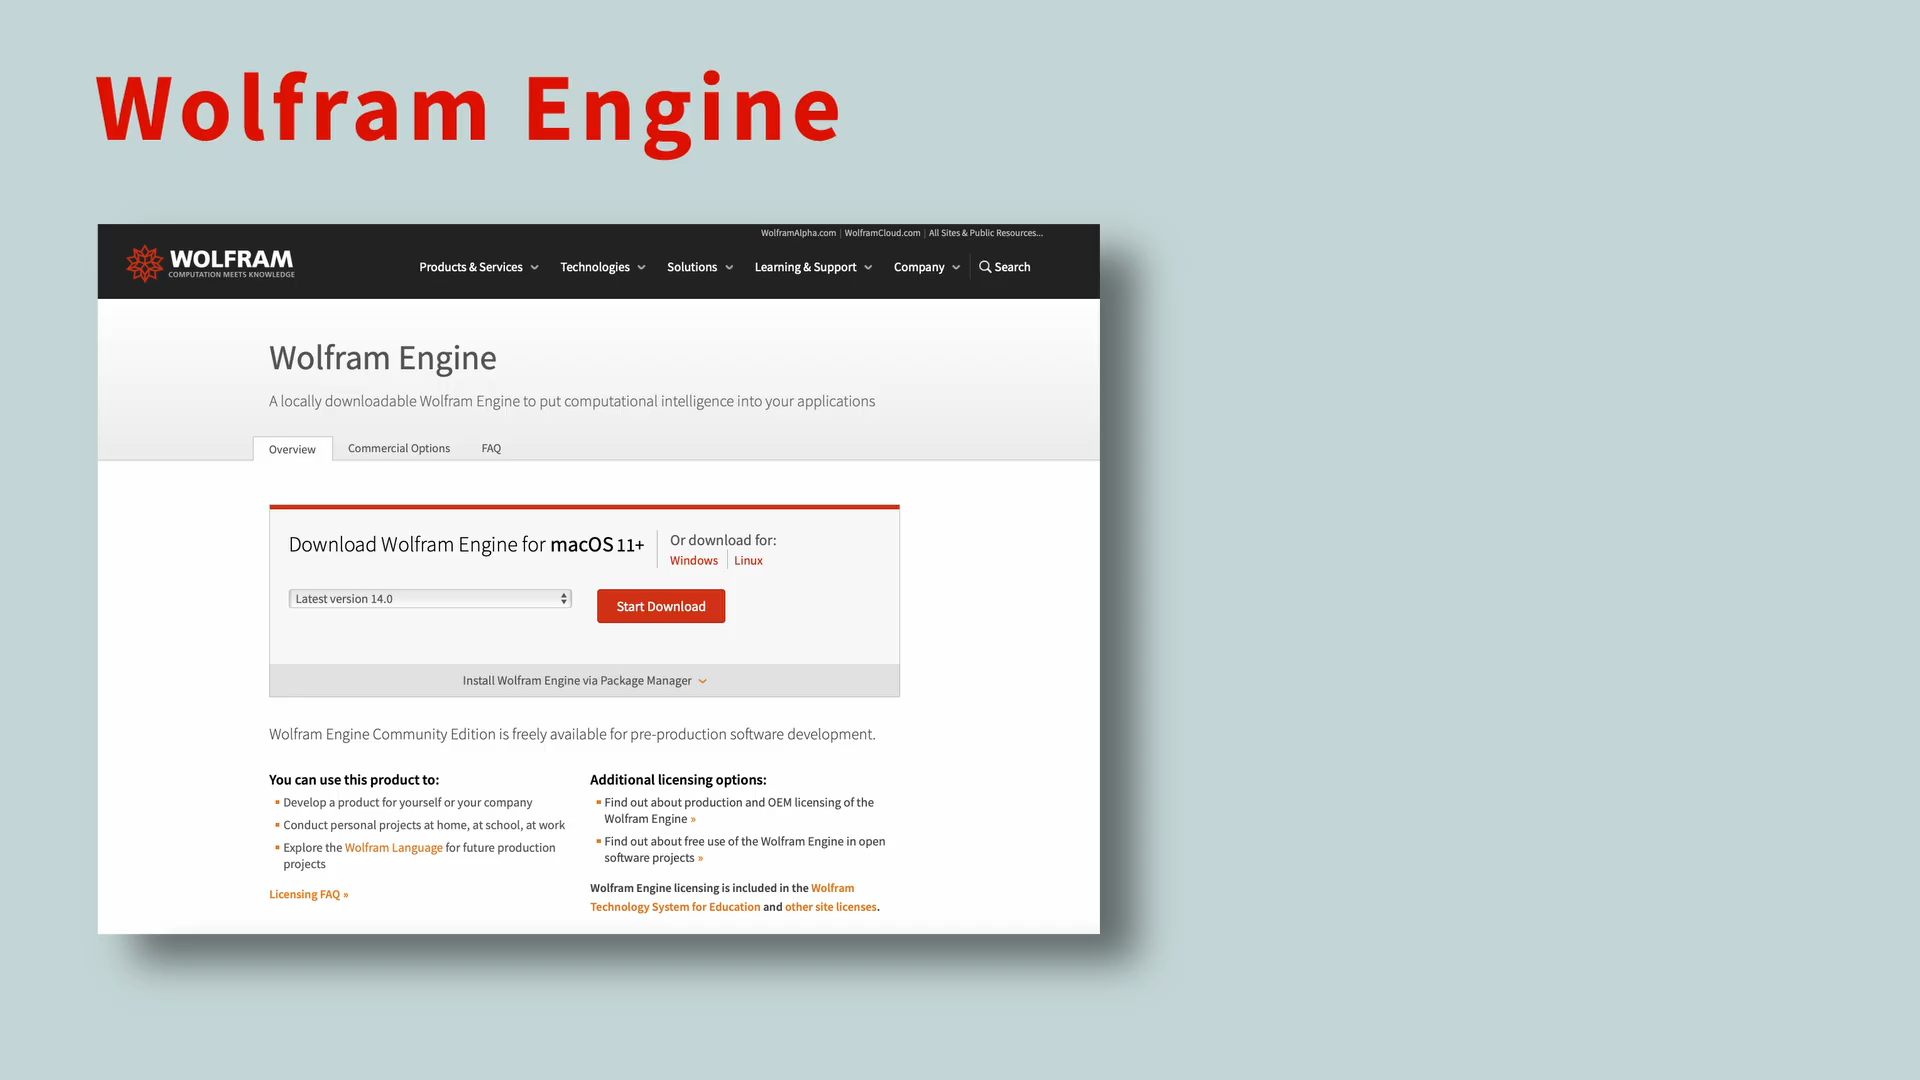 Wolfram Engine
WolframAlpha.com | WolframCloud.com | All Sites & Public Resources...
WOLFRAM
COMPUTATION MEETS KNOWLEDGE
Products & Services Technologies Solutions Learning & Support Company Search
Wolfram Engine
A locally downloadable Wolfram Engine to put computational intelligence into your applications
Overview Commercial Options FAQ
Download Wolfram Engine for macOS 11+
Or download for:
Windows | Linux
Latest version 14.0
Start Download
Install Wolfram Engine via Package Manager
Wolfram Engine Community Edition is freely available for pre-production software development.
You can use this product to:
Develop a product for yourself or your company
Conduct personal projects at home, at school, at work
Explore the Wolfram Language for future production
projects
Licensing FAQ »
Additional licensing options:
Find out about production and OEM licensing of the
Wolfram Engine »
Find out about free use of the Wolfram Engine in open
software projects »
Wolfram Engine licensing is included in the Wolfram
Technology System for Education and other site licenses.